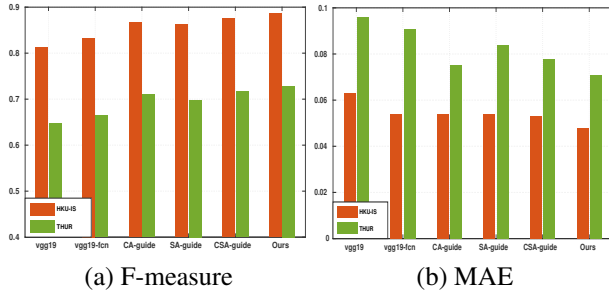 0.9
0.8
0.7
0.6
0.5
0.4
HKU-IS
THUR
vgg19 vgg19-fcn CA-guide SA-guide CSA-guide Ours
(a) F-measure
0.1
0.08
0.06
0.04
0.02
0
HKU-IS
THUR
vgg19 vgg19-fcn CA-guide SA-guide CSA-guide Ours
(b) MAE